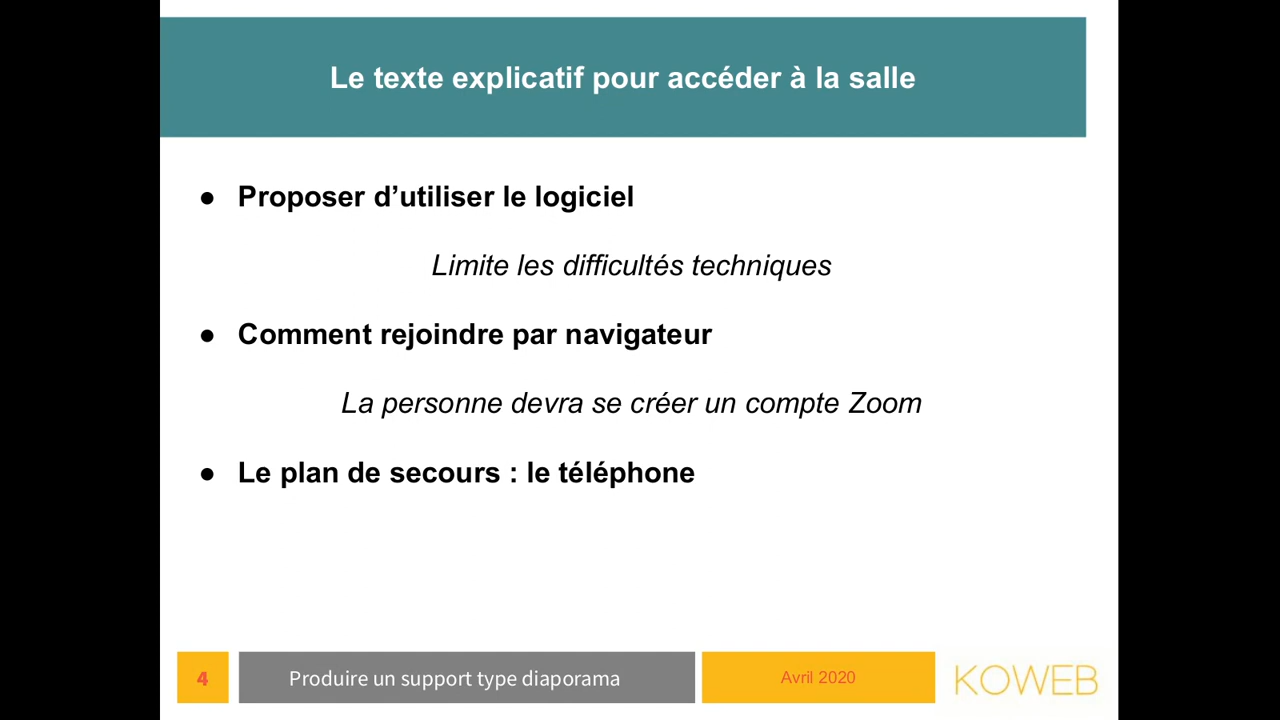 Le texte explicatif pour accéder à la salle
● Proposer d’utiliser le logiciel
Limite les difficultés techniques
● Comment rejoindre par navigateur
La personne devra se créer un compte Zoom
● Le plan de secours : le téléphone
4
Produire un support type diaporama
Avril 2020
KOWEB